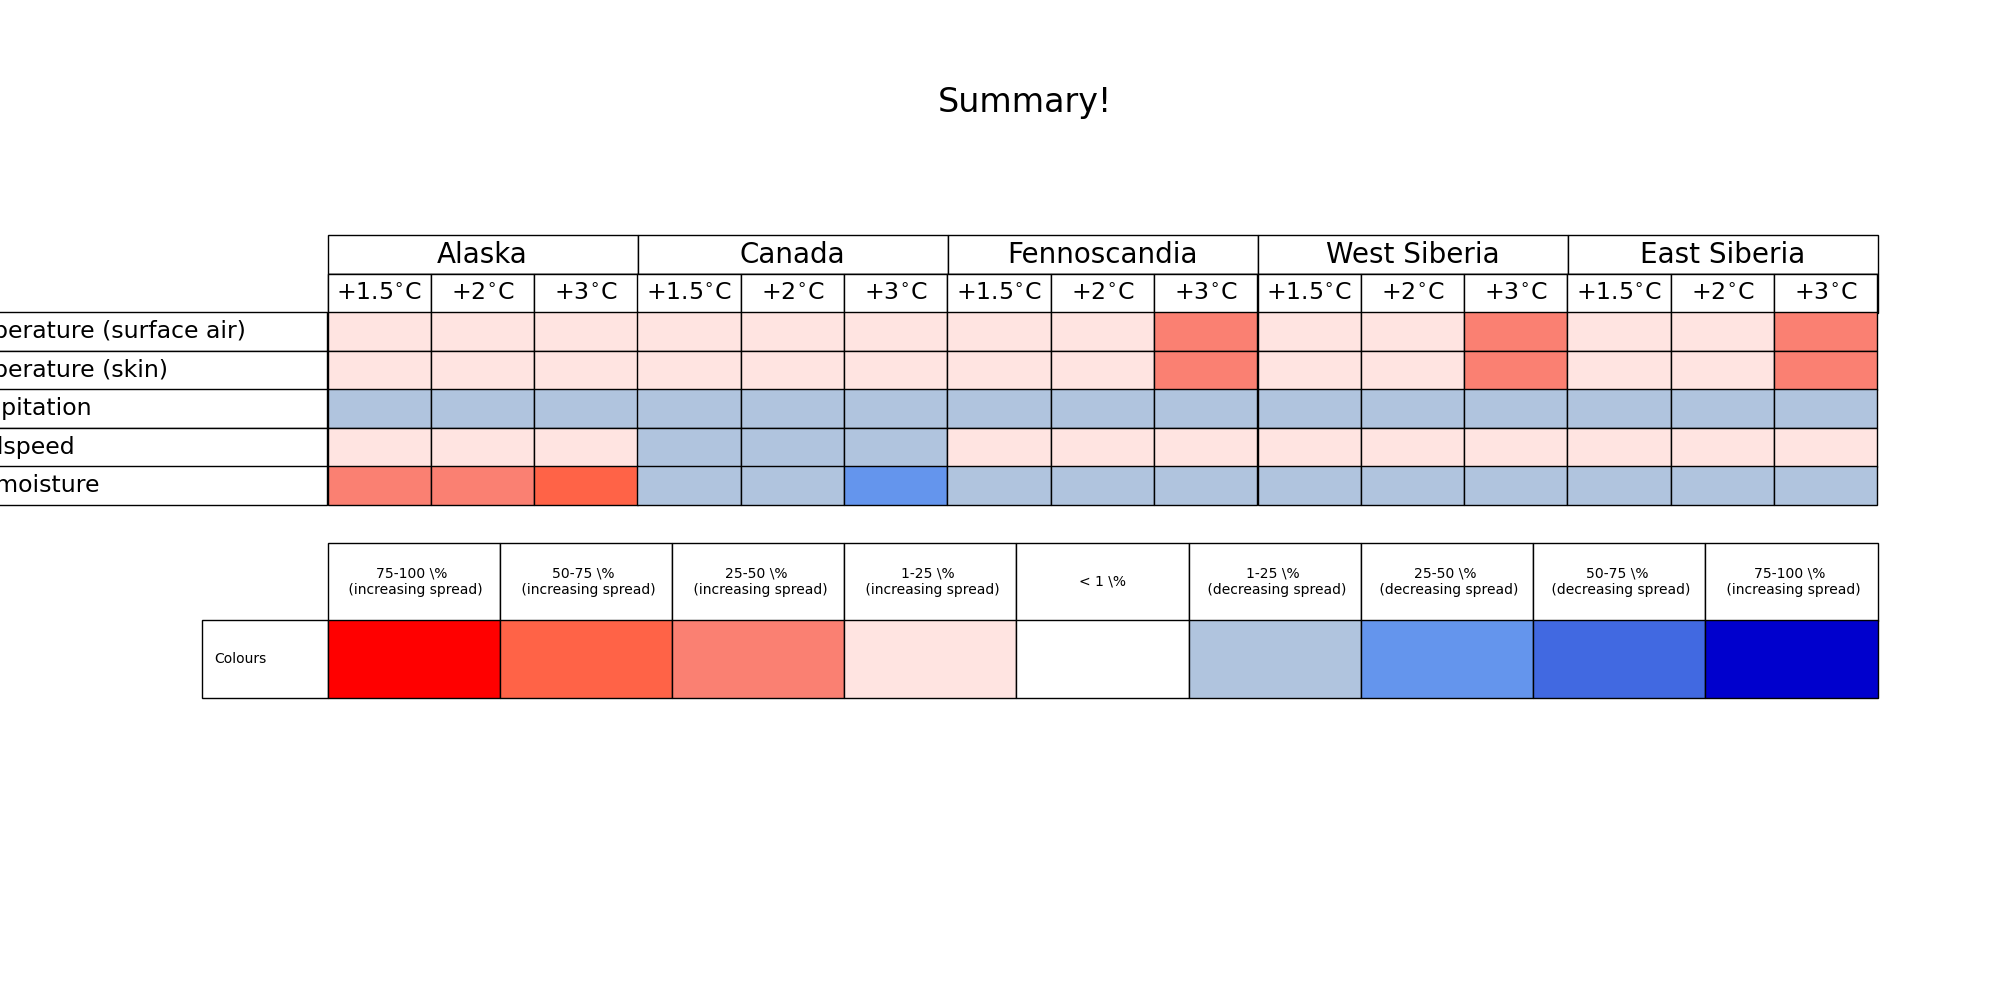 Summary!
Alaska Canada Fennoscandia West Siberia East Siberia
+1.5°C +2°C +3°C +1.5°C +2°C +3°C +1.5°C +2°C +3°C +1.5°C +2°C +3°C +1.5°C +2°C +3°C
perature (surface air)
perature (skin)
pitation
lspeed
moisture
75-100 \% 50-75 \% 25-50 \% 1-25 \% < 1 \% 1-25 \% 25-50 \% 50-75 \% 75-100 \%
(increasing spread) (increasing spread) (increasing spread) (increasing spread) (decreasing spread) (decreasing spread) (decreasing spread) (increasing spread)
Colours